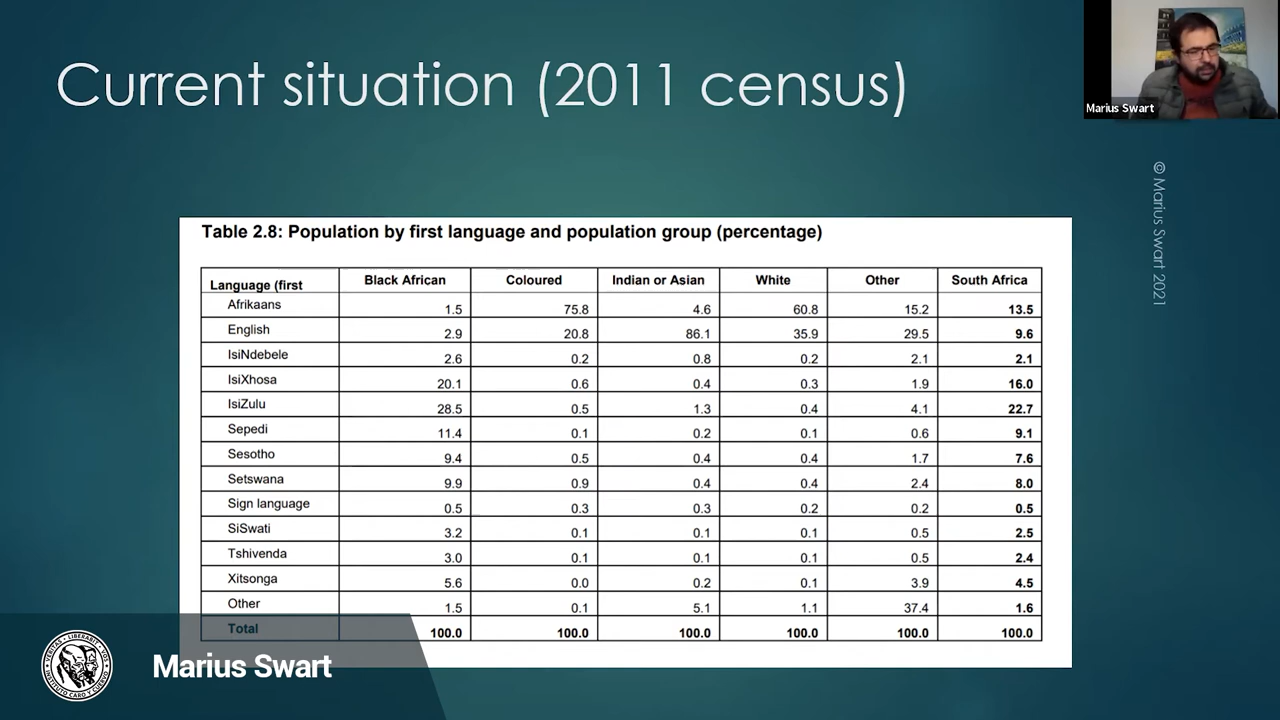 Current situation (2011 census)
Marius Swart
© Marius Swart 2021
Table 2.8: Population by first language and population group (percentage)
Language (first Black African Coloured Indian or Asian White Other South Africa
Afrikaans 1.5 75.8 4.6 60.8 15.2 13.5
English 2.9 20.8 86.1 35.9 29.5 9.6
IsiNdebele 2.6 0.2 0.8 0.2 2.1 2.1
IsiXhosa 20.1 0.6 0.4 0.3 1.9 16.0
IsiZulu 28.5 0.5 1.3 0.4 4.1 22.7
Sepedi 11.4 0.1 0.2 0.1 0.6 9.1
Sesotho 9.4 0.5 0.4 0.4 1.7 7.6
Setswana 9.9 0.9 0.4 0.4 2.4 8.0
Sign language 0.5 0.3 0.3 0.2 0.2 0.5
SiSwati 3.2 0.1 0.1 0.1 0.5 2.5
Tshivenda 3.0 0.1 0.1 0.1 0.5 2.4
Xitsonga 5.6 0.0 0.2 0.1 3.9 4.5
Other 1.5 0.1 5.1 1.1 37.4 1.6
Total 100.0 100.0 100.0 100.0 100.0 100.0
Marius Swart
INSTITUTO CARO Y CUERVO